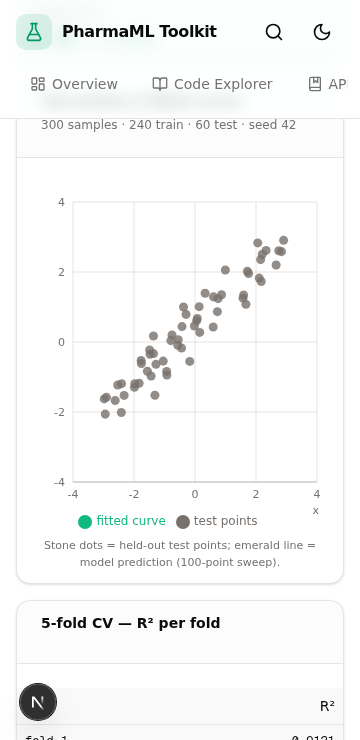 PharmaML Toolkit
Overview
Code Explorer
AP
300 samples · 240 train · 60 test · seed 42
4
2
0
-2
-4
-4
-2
0
2
4
x
fitted curve
test points
Stone dots = held-out test points; emerald line =
model prediction (100-point sweep).
5-fold CV — R² per fold
N
R²